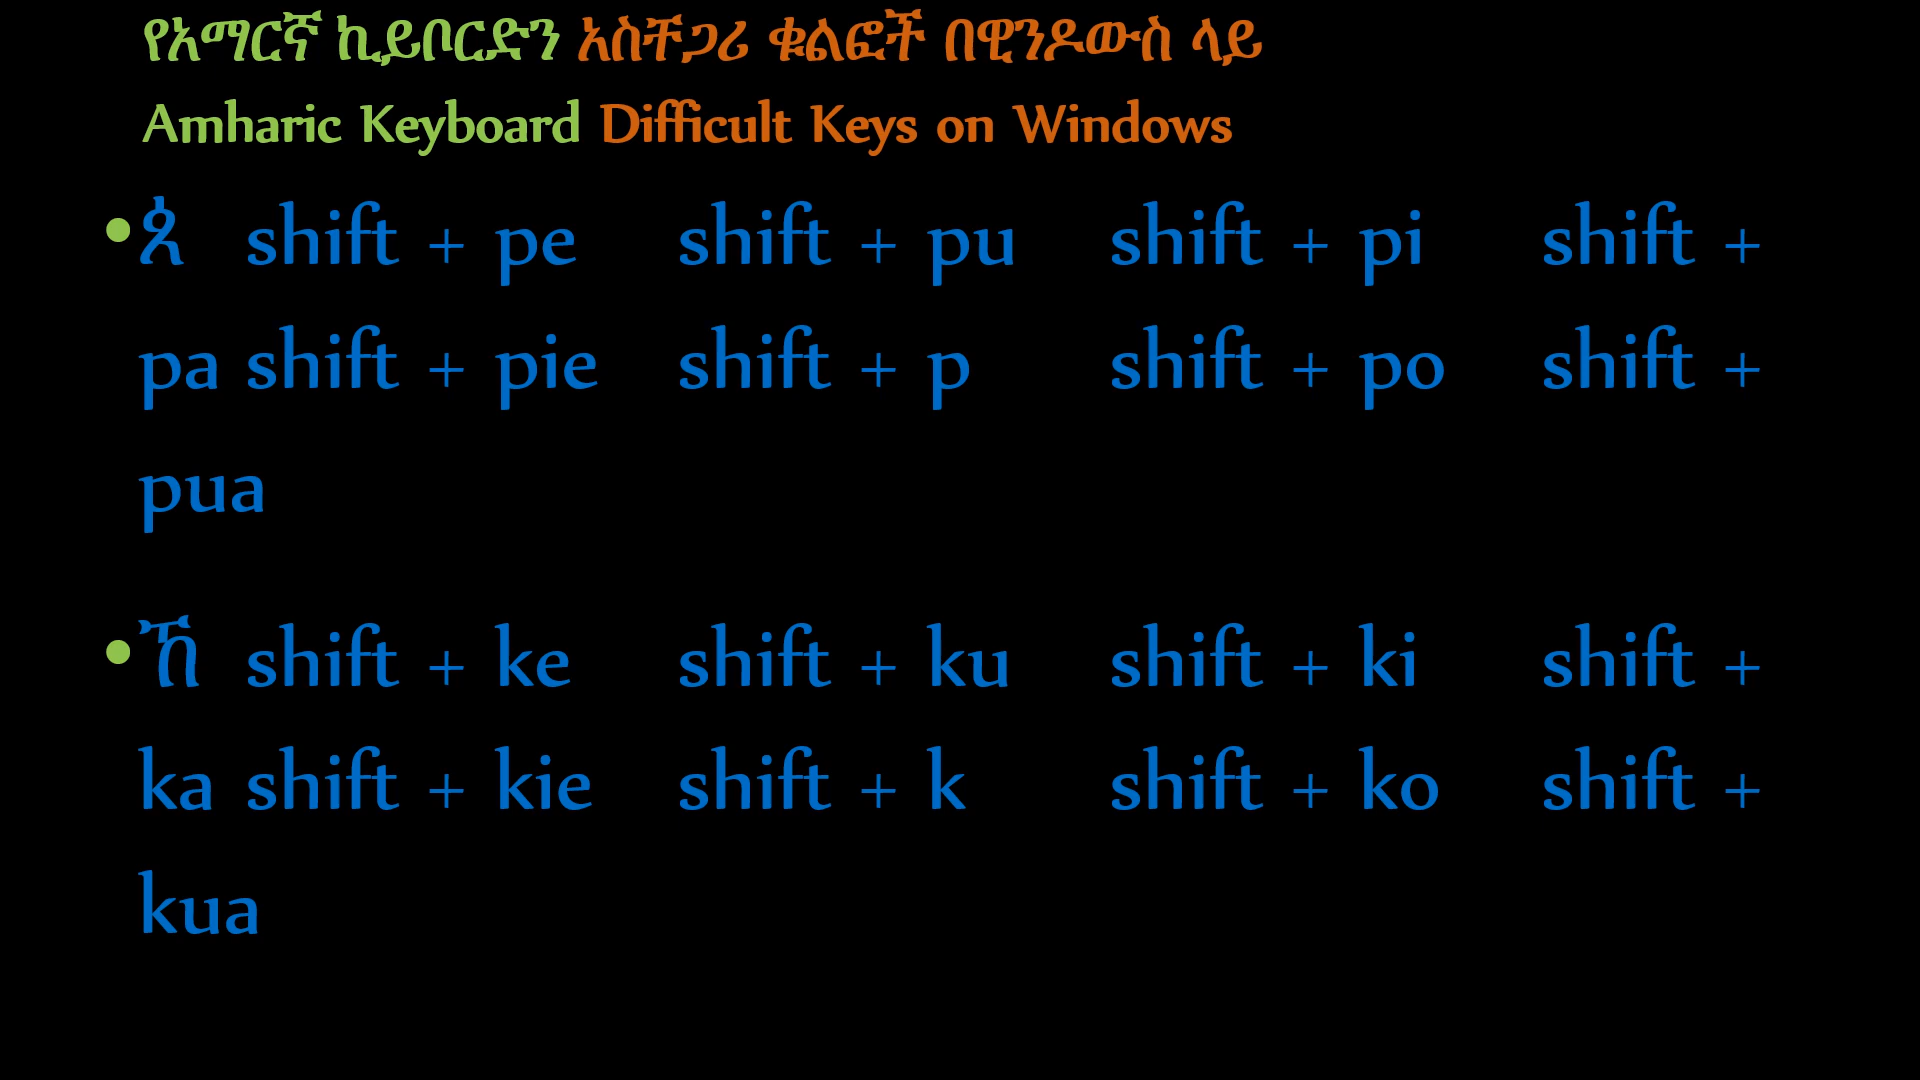 የአማርኛ ኪይቦርድን አስቸጋሪ ቁልፎች በዊንዶውስ ላይ
Amharic Keyboard Difficult Keys on Windows
• ጰ shift + pe shift + pu shift + pi shift +
pa shift + pie shift + p shift + po shift +
pua
• ኸ shift + ke shift + ku shift + ki shift +
ka shift + kie shift + k shift + ko shift +
kua